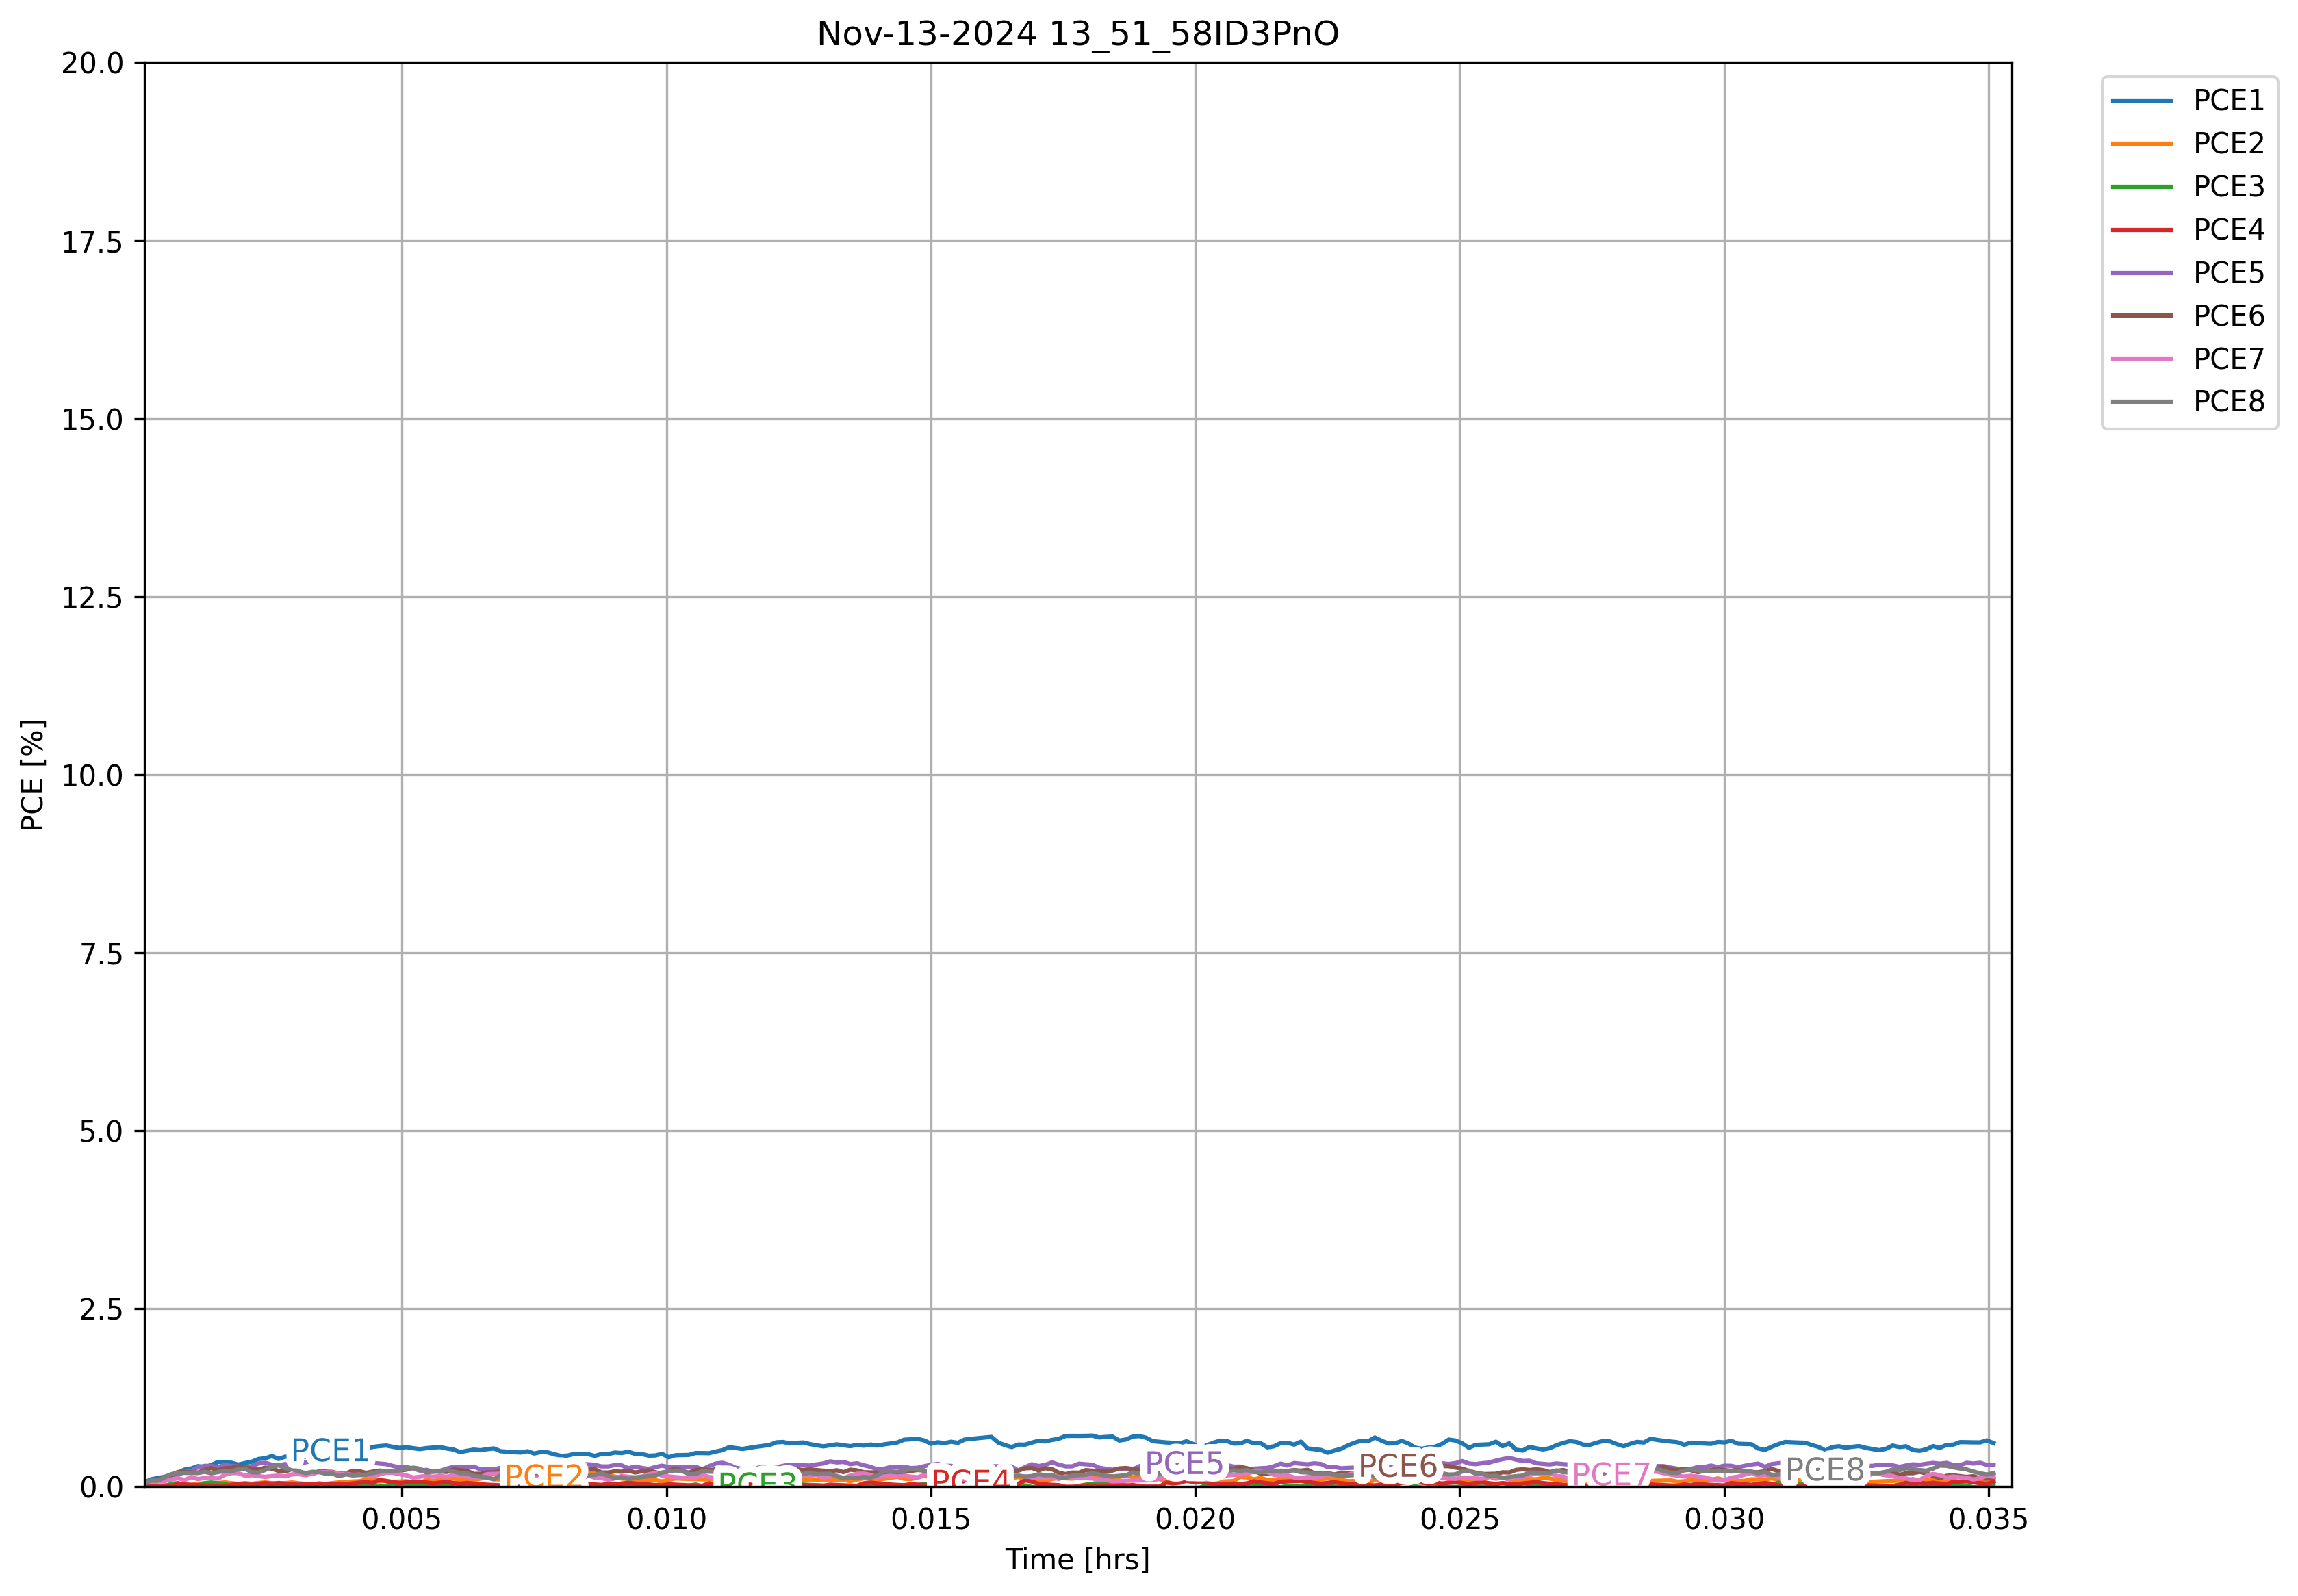 Nov-13-2024 13_51_58ID3PnO
20.0
17.5
15.0
12.5
10.0
7.5
5.0
2.5
0.0
PCE [%]
PCE1
PCE2
PCE3
PCE4
PCE5
PCE6
PCE7
PCE8
0.005
0.010
0.015
0.020
0.025
0.030
0.035
Time [hrs]
PCE1
PCE2
PCE3
PCE4
PCE5
PCE6
PCE7
PCE8